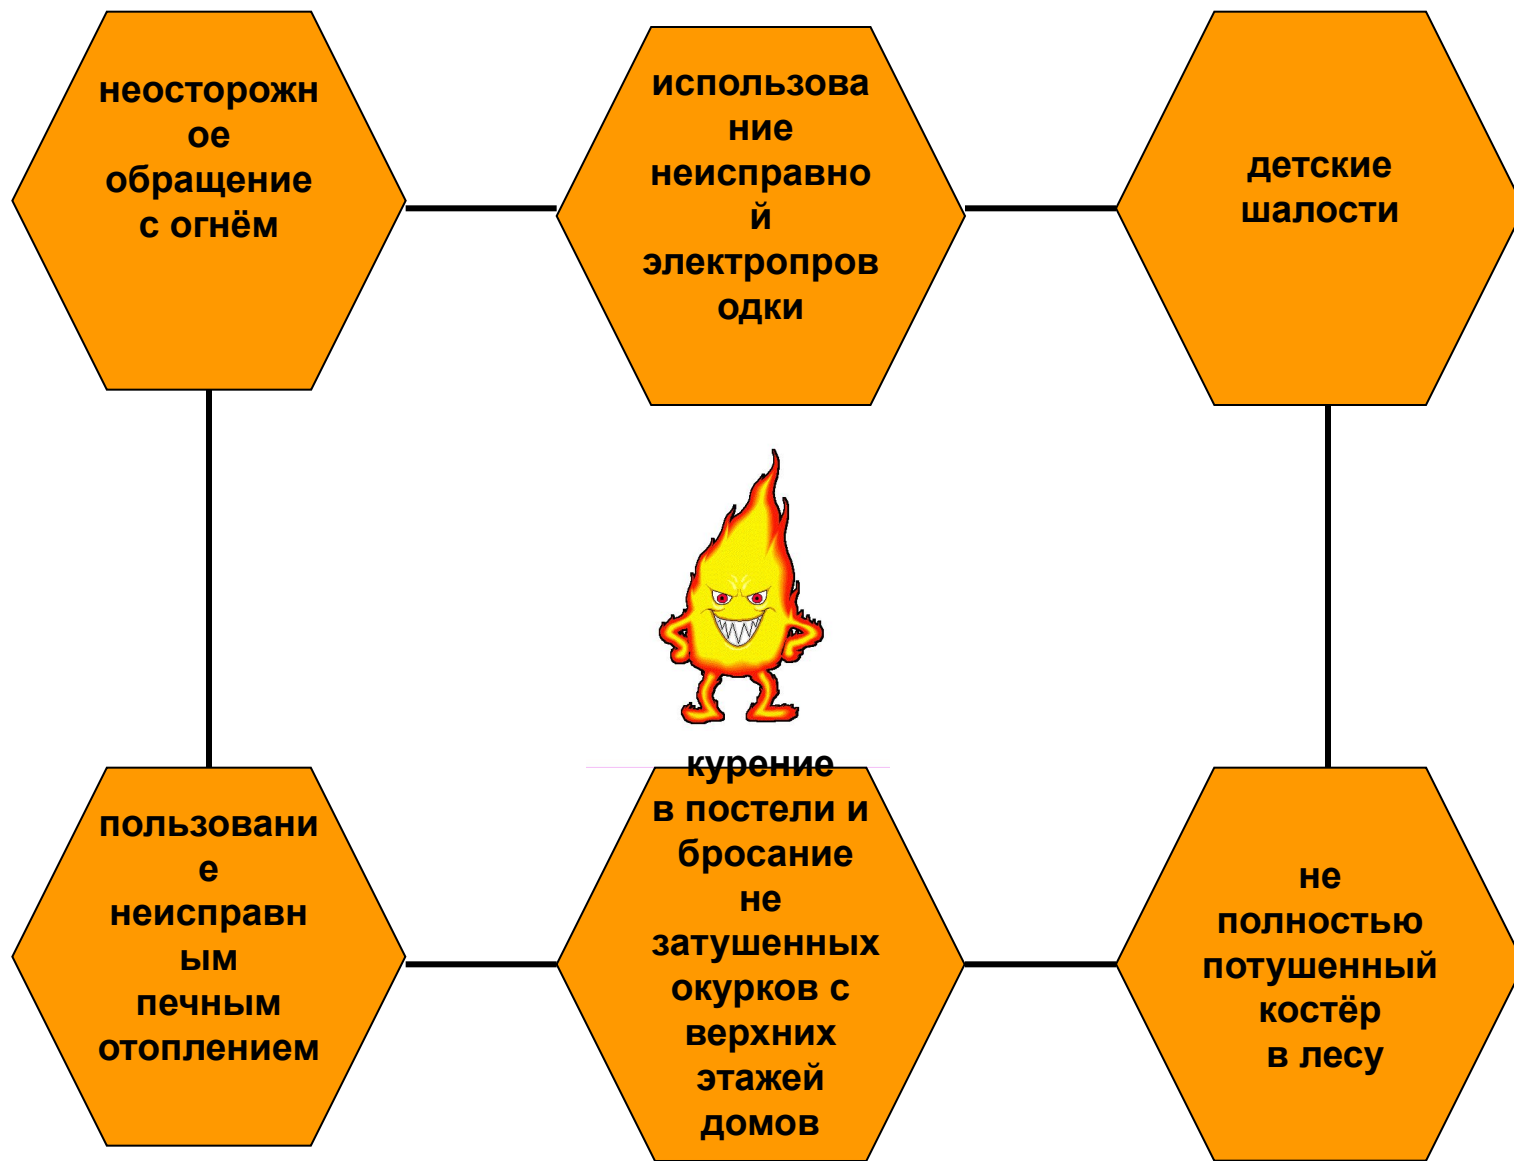 неосторожн
ое
обращение
с огнём
использова
ние
неисправно
й
электропров
одки
детские
шалости
пользовани
е
неисправн
ым
печным
отоплением
курение
в постели и
бросание
не
затушенных
окурков с
верхних
этажей
домов
не
полностью
потушенный
костёр
в лесу